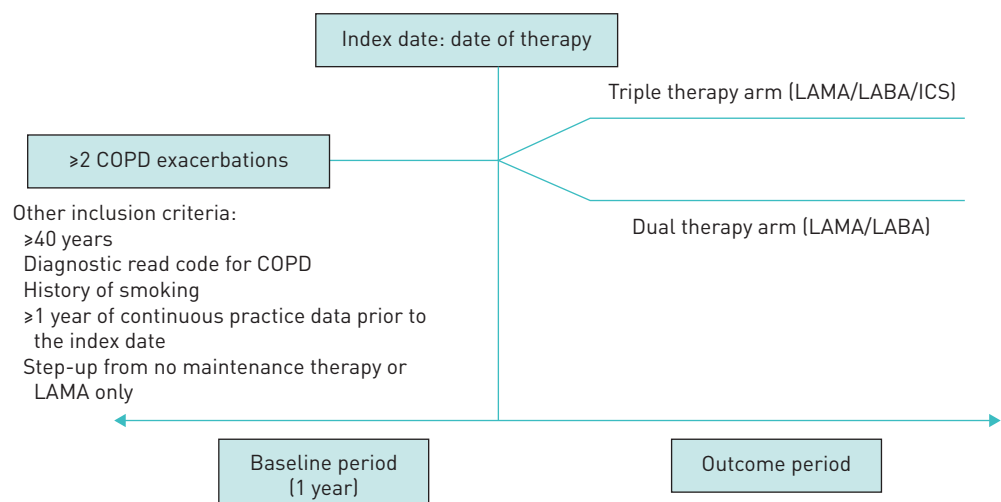 Index date: date of therapy
Triple therapy arm (LAMA/LABA/ICS)
≥2 COPD exacerbations
Dual therapy arm (LAMA/LABA)
Other inclusion criteria:
≥40 years
Diagnostic read code for COPD
History of smoking
≥1 year of continuous practice data prior to
the index date
Step-up from no maintenance therapy or
LAMA only
Baseline period
(1 year)
Outcome period